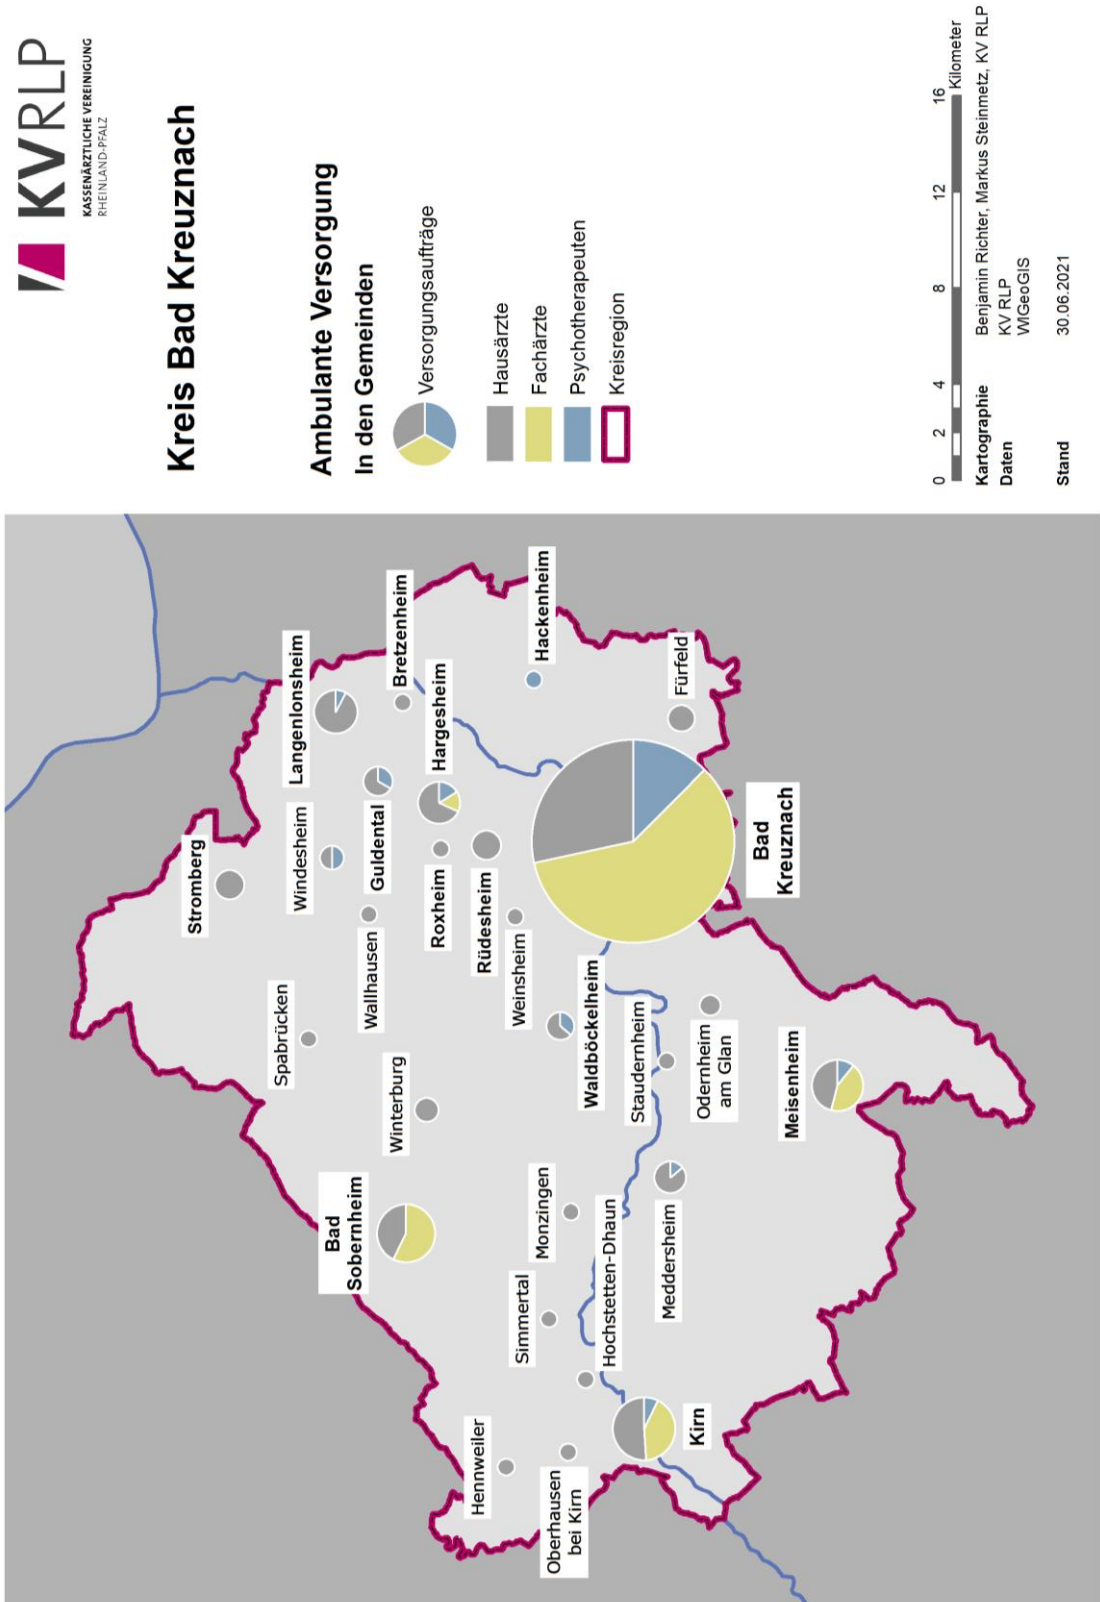 KVRLP
KASSENÄRZTLICHE VEREINIGUNG
RHEINLAND-PFALZ
Kreis Bad Kreuznach
Ambulante Versorgung
In den Gemeinden
Versorgungsaufträge
Hausärzte
Fachärzte
Psychotherapeuten
Kreisregion
0 2 4 8 12 16
Kilometer
Kartographie Benjamin Richter, Markus Steinmetz, KV RLP
Daten KV RLP
WIGeoGIS
Stand 30.06.2021
Stromberg
Langenlonsheim
Windesheim
Spabrücken
Bretzenheim
Guldental
Wallhausen
Hargesheim
Roxheim
Winterburg
Rüdesheim
Bad
Sobernheim
Weinsheim
Hackenheim
Hennweiler
Simmertal
Monzingen
Waldböckelheim
Oberhausen
bei Kirn
Hochstetten-Dhaun
Staudernheim
Fürfeld
Meddersheim
Odernheim
am Glan
Kirn
Bad
Kreuznach
Meisenheim